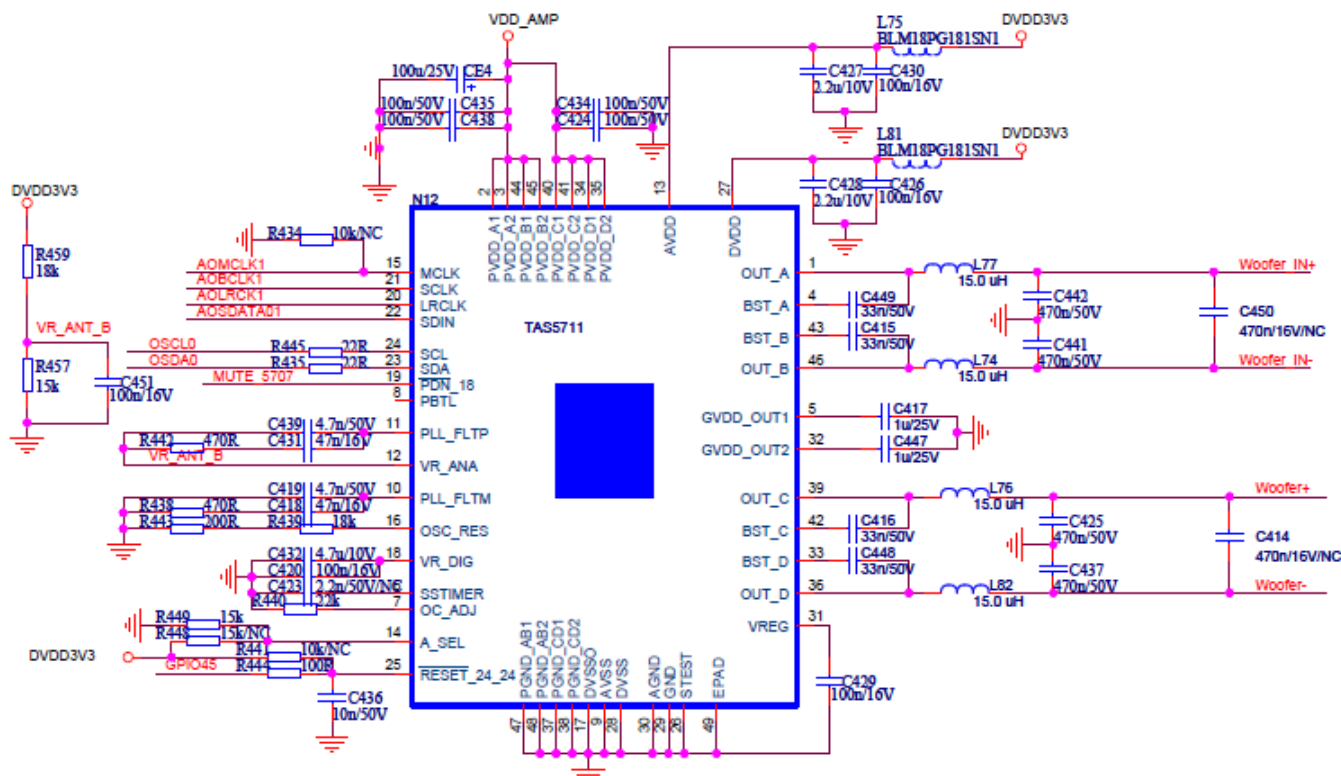 VDD_AMP
L75
BLM18PG181SN1
DVDD3V3
100u/25V CE4
C427
2.2u/10V
C430
100n/16V
100n/50V C435
100n/50V C438
C434 100n/50V
C424 100n/50V
L81
BLM18PG181SN1
DVDD3V3
C428
2.2u/10V
C426
100n/16V
DVDD3V3
N12
2 3 44 45 40 41 34 35 13 27
PVDD_A1
PVDD_A2
PVDD_B1
PVDD_B2
PVDD_C1
PVDD_C2
PVDD_D1
PVDD_D2
AVDD
DVDD
R434 10k/NC
R459
18k
AOMCLK1 15 MCLK
AOBCLK1 21 SCLK
AOLRCK1 20 LRCLK
AOSDATA01 22 SDIN
TAS5711
OUT_A 1
L77
15.0 uH
Woofer_IN+
BST_A 4
C449
33n/50V
C442
470n/50V
C450
470n/16V/NC
BST_B 43
C415
33n/50V
C441
470n/50V
OUT_B 46
L74
15.0 uH
Woofer_IN-
VR_ANT_B
R457
15k
C451
100n/16V
OSCL0 R445 22R 24 SCL
OSDA0 R435 22R 23 SDA
MUTE_5707 19 PDN_18
8 PBTL
GVDD_OUT1 5
C417
1u/25V
GVDD_OUT2 32
C447
1u/25V
C439 4.7n/50V
R442 470R C431 47n/16V
11 PLL_FLTP
VR_ANT_B 12 VR_ANA
C419 4.7n/50V
R438 470R C418 47n/16V
10 PLL_FLTM
R443 200R R439 18k
16 OSC_RES
OUT_C 39
L76
15.0 uH
Woofer+
BST_C 42
C416
33n/50V
C425
470n/50V
C414
470n/16V/NC
BST_D 33
C448
33n/50V
C437
470n/50V
OUT_D 36
L82
15.0 uH
Woofer-
C432 4.7u/10V
18 VR_DIG
C420 100n/16V
C423 2.2n/50V/NC
SSTIMER
R440 22k
7 OC_ADJ
VREG 31
C429
100n/16V
R449 15k
R448 15k/NC
14 A_SEL
DVDD3V3
R441 10k/NC
GPIO45 R444 100R
25 RESET_24_24
C436
10n/50V
PGND_AB1
PGND_AB2
PGND_CD1
PGND_CD2
DVSSO
AVSS
DVSS
AGND
GND
STEST
EPAD
47 48 37 38 17 9 28 30 29 26 49